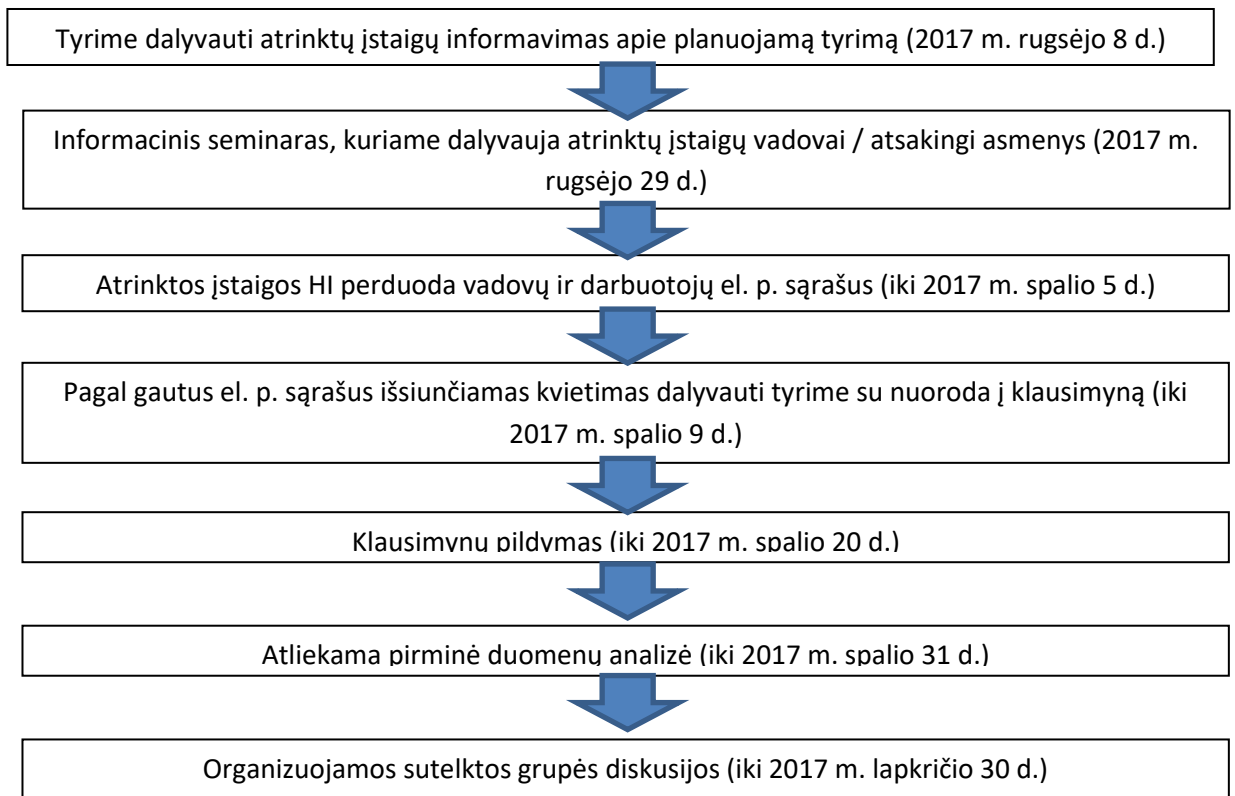 Tyrime dalyvauti atrinktų įstaigų informavimas apie planuojamą tyrimą (2017 m. rugsėjo 8 d.)
Informacinis seminaras, kuriame dalyvauja atrinktų įstaigų vadovai / atsakingi asmenys (2017 m.
rugsėjo 29 d.)
Atrinktos įstaigos HI perduoda vadovų ir darbuotojų el. p. sąrašus (iki 2017 m. spalio 5 d.)
Pagal gautus el. p. sąrašus išsiunčiamas kvietimas dalyvauti tyrime su nuoroda į klausimyną (iki
2017 m. spalio 9 d.)
Klausimynų pildymas (iki 2017 m. spalio 20 d.)
Atliekama pirminė duomenų analizė (iki 2017 m. spalio 31 d.)
Organizuojamos sutelktos grupės diskusijos (iki 2017 m. lapkričio 30 d.)